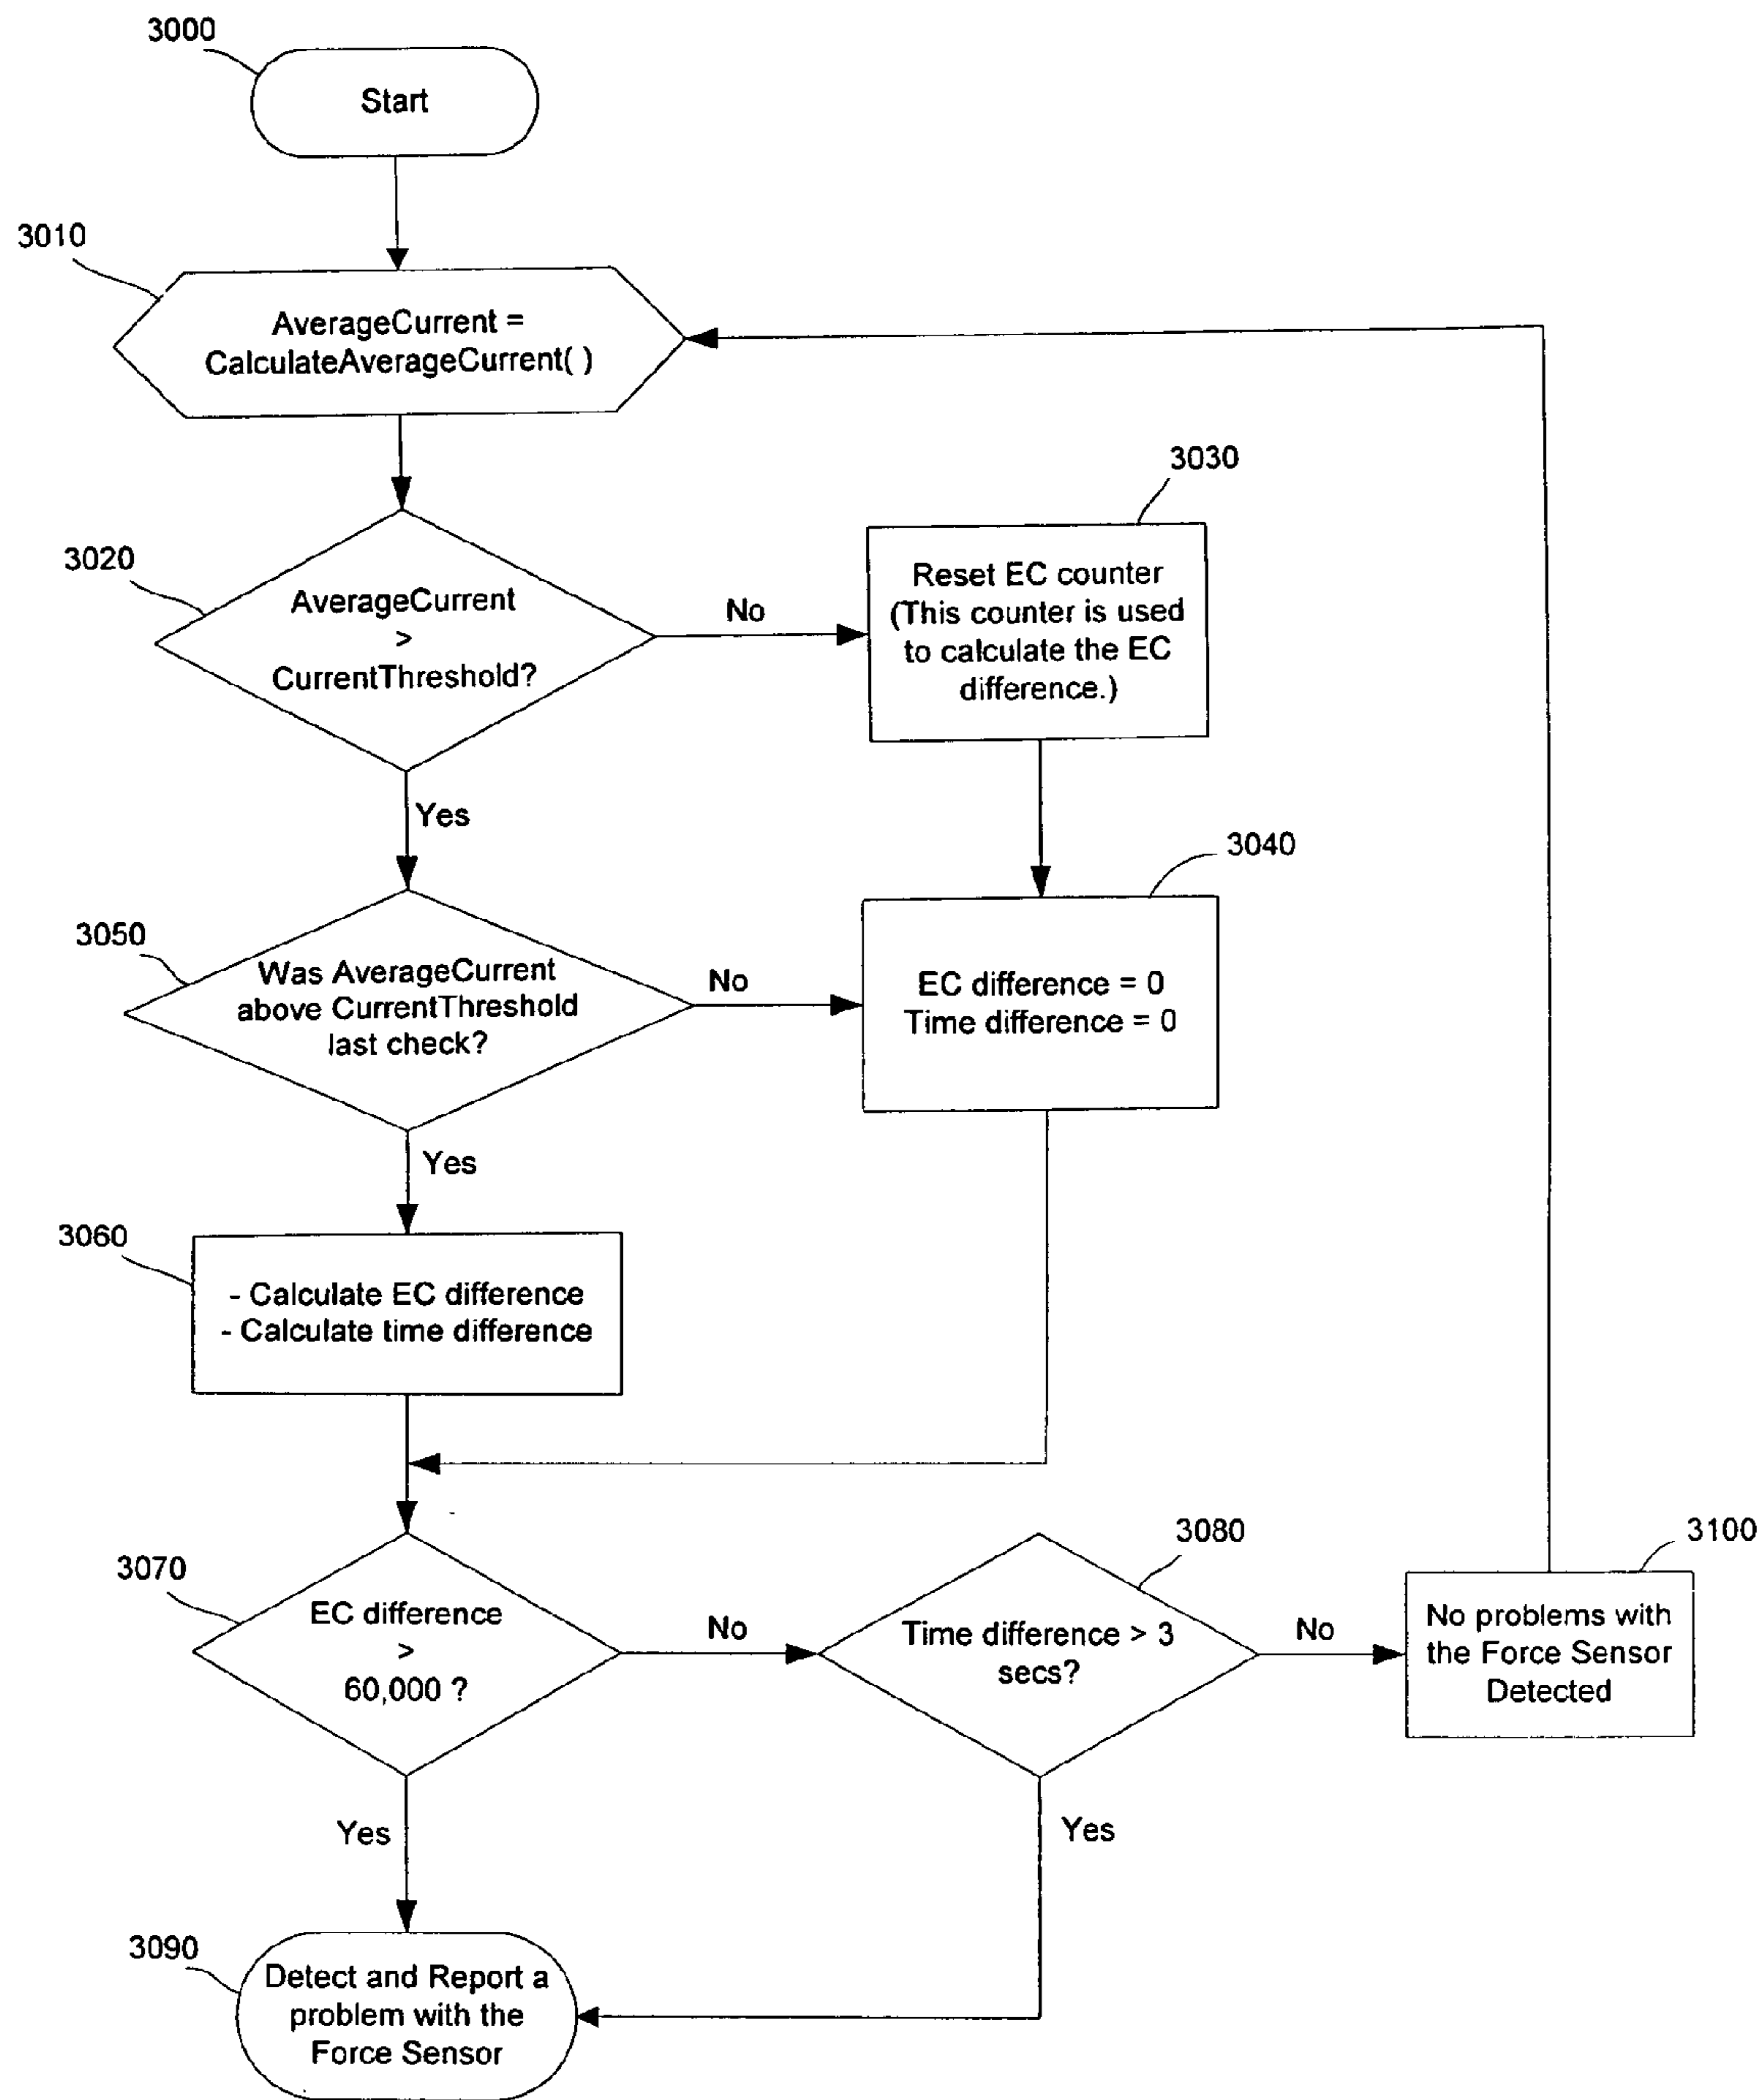 3000
Start
3010
AverageCurrent =
CalculateAverageCurrent( )
3020
AverageCurrent
>
CurrentThreshold?
No
3030
Reset EC counter
(This counter is used
to calculate the EC
difference.)
Yes
3040
EC difference = 0
Time difference = 0
3050
Was AverageCurrent
above CurrentThreshold
last check?
No
Yes
3060
- Calculate EC difference
- Calculate time difference
3070
EC difference
>
60,000 ?
No
3080
Time difference > 3
secs?
No
3100
No problems with
the Force Sensor
Detected
Yes
Yes
3090
Detect and Report a
problem with the
Force Sensor